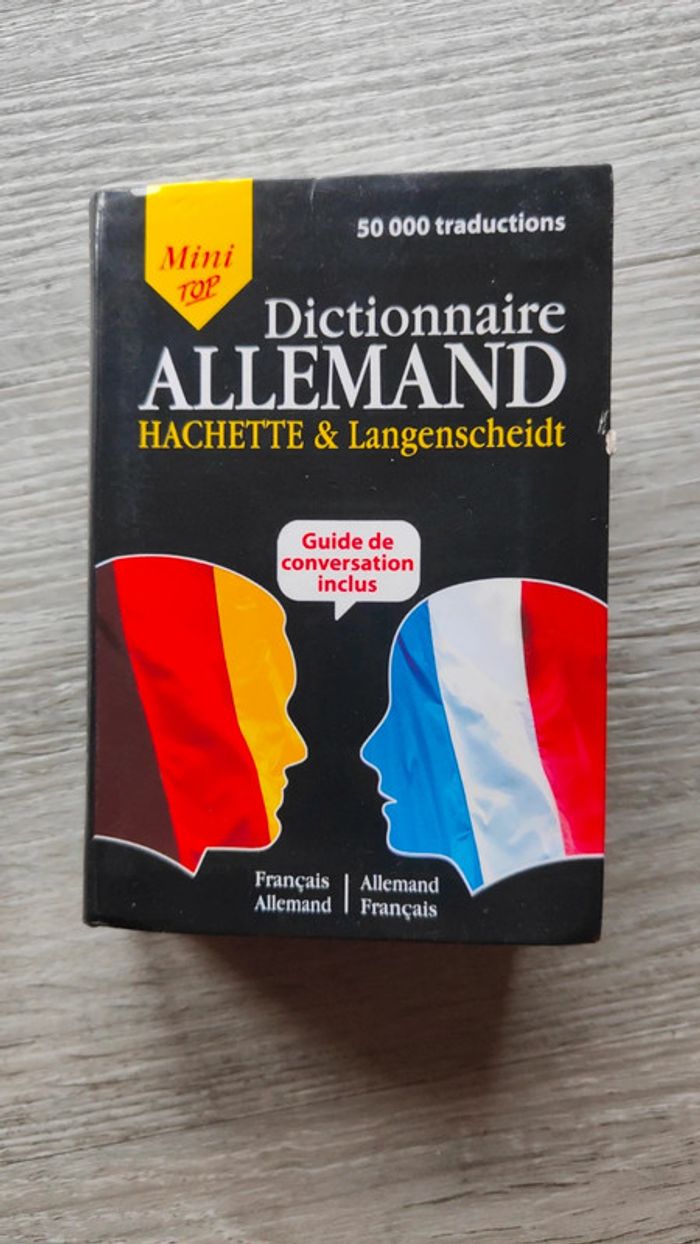 50 000 traductions
Mini
TOP
Dictionnaire
ALLEMAND
HACHETTE & Langenscheidt
Guide de
conversation
inclus
Français
Allemand
Allemand
Français